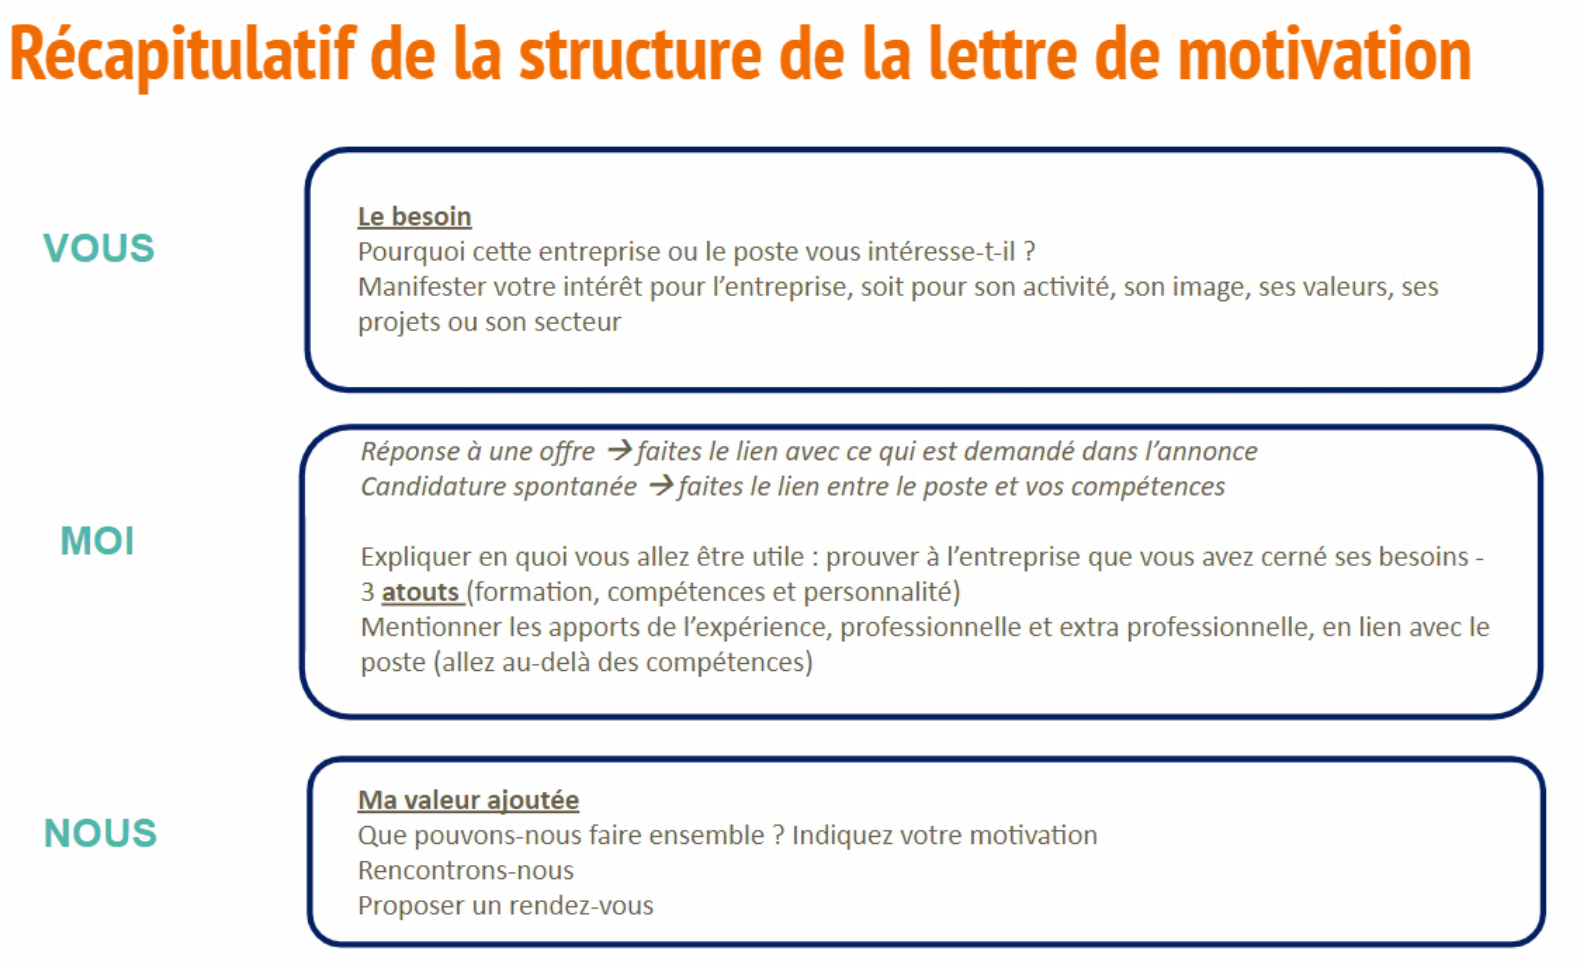 Récapitulatif de la structure de la lettre de motivation
VOUS
Le besoin
Pourquoi cette entreprise ou le poste vous intéresse-t-il ?
Manifester votre intérêt pour l’entreprise, soit pour son activité, son image, ses valeurs, ses
projets ou son secteur
MOI
Réponse à une offre → faites le lien avec ce qui est demandé dans l’annonce
Candidature spontanée → faites le lien entre le poste et vos compétences
Expliquer en quoi vous allez être utile : prouver à l’entreprise que vous avez cerné ses besoins -
3 atouts (formation, compétences et personnalité)
Mentionner les apports de l’expérience, professionnelle et extra professionnelle, en lien avec le
poste (allez au-delà des compétences)
NOUS
Ma valeur ajoutée
Que pouvons-nous faire ensemble ? Indiquez votre motivation
Rencontrons-nous
Proposer un rendez-vous